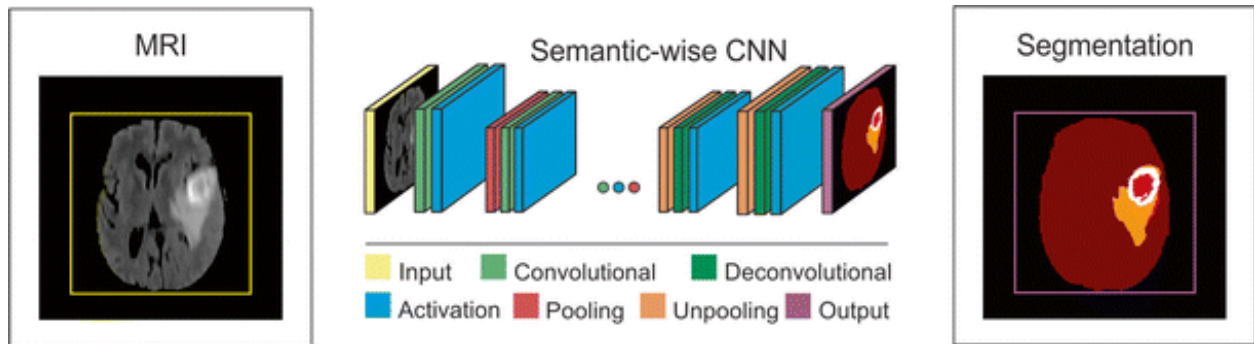 MRI
Semantic-wise CNN
Input Convolutional Deconvolutional
Activation Pooling Unpooling Output
Segmentation